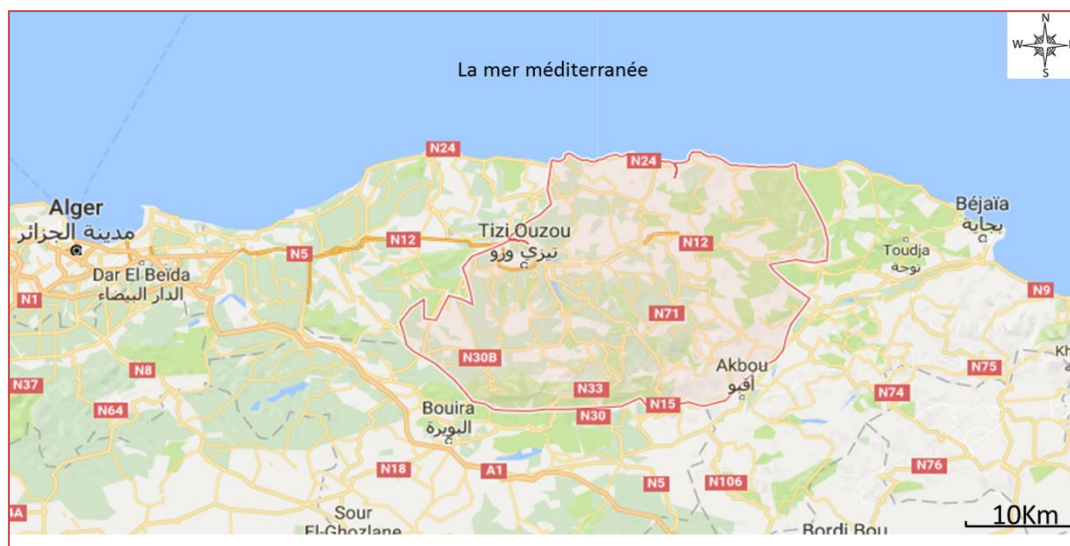 N
W
S
La mer méditerranée
N24
N24
Alger
مدينة الجزائر
Béjaïa
بجاية
Tizi Ouzou
تيزي وزو
N12
N12
N5
Toudja
توجة
Dar El Beïda
الدار البيضاء
N9
N1
N71
N30B
N8
Akbou
أقبو
N75
N37
N33
N74
N64
N15
N30
Bouira
البويرة
N18
A1
N76
N5
N106
Sour
El-Ghozlane
Bordj Bou
10Km